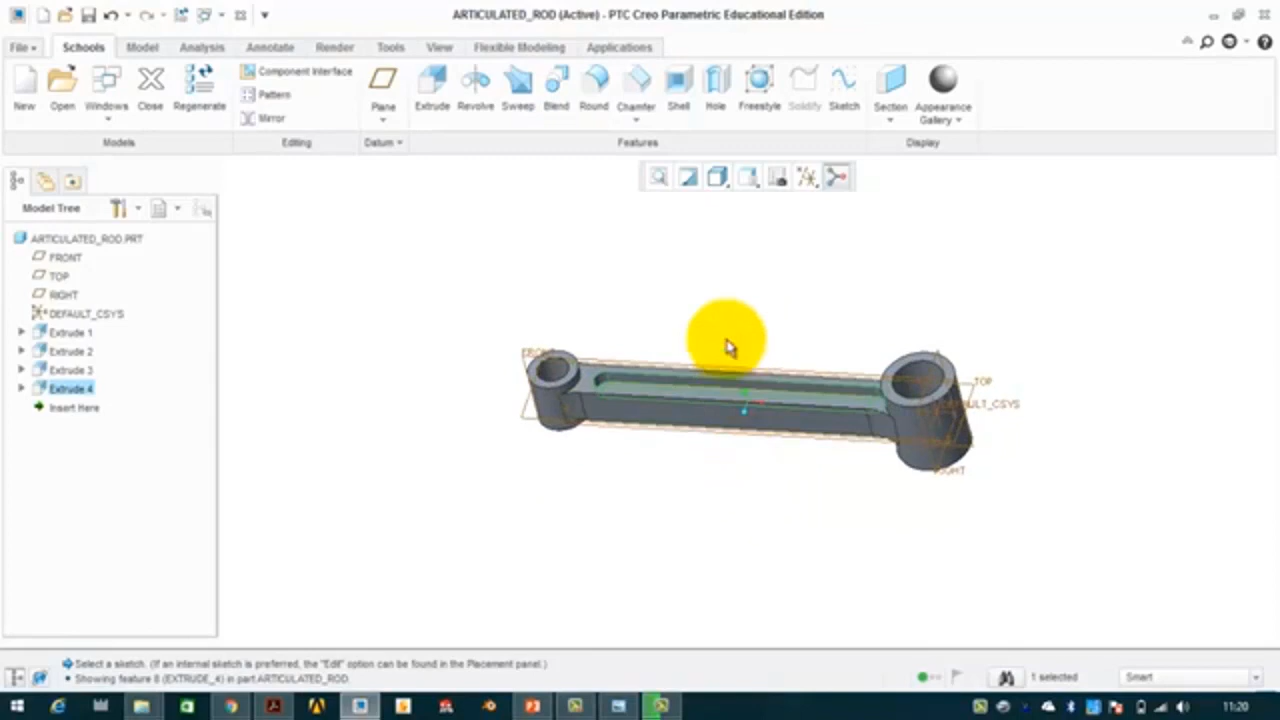 ARTICULATED_ROD (Active) - PTC Creo Parametric Educational Edition
File
Schools
Model
Analysis
Annotate
Render
Tools
View
Flexible Modeling
Applications
New
Open
Windows
Close
Regenerate
Component Interface
Pattern
Mirror
Plane
Extrude
Revolve
Sweep
Blend
Round
Chamfer
Shell
Hole
Freestyle
Solidify
Sketch
Section
Appearance
Gallery
Models
Editing
Datum
Features
Display
Model Tree
ARTICULATED_ROD.PRT
FRONT
TOP
RIGHT
DEFAULT_CSYS
Extrude 1
Extrude 2
Extrude 3
Extrude 4
Insert Here
TOP
Select a sketch. (If an internal sketch is preferred, the "Edit" option can be found in the Placement panel.)
• Showing feature 8 (EXTRUDE_4) in part ARTICULATED_ROD.
1 selected
Smart
11:20